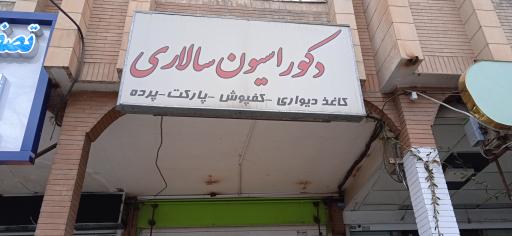 دکوراسیون سالاری
کاغذ دیواری - کفپوش - پارکت - پرده